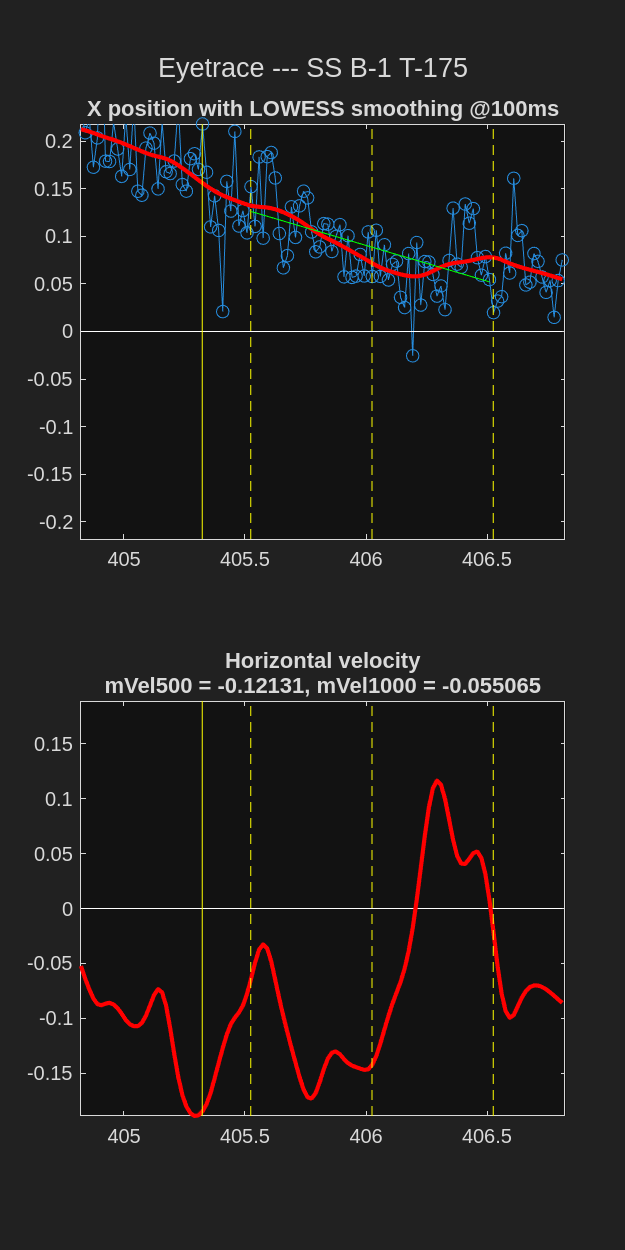 Eyetrace --- SS B-1 T-175
X position with LOWESS smoothing @100ms
0.2
0.15
0.1
0.05
0
-0.05
-0.1
-0.15
-0.2
405 405.5 406 406.5
Horizontal velocity
mVel500 = -0.12131, mVel1000 = -0.055065
0.15
0.1
0.05
0
-0.05
-0.1
-0.15
405 405.5 406 406.5